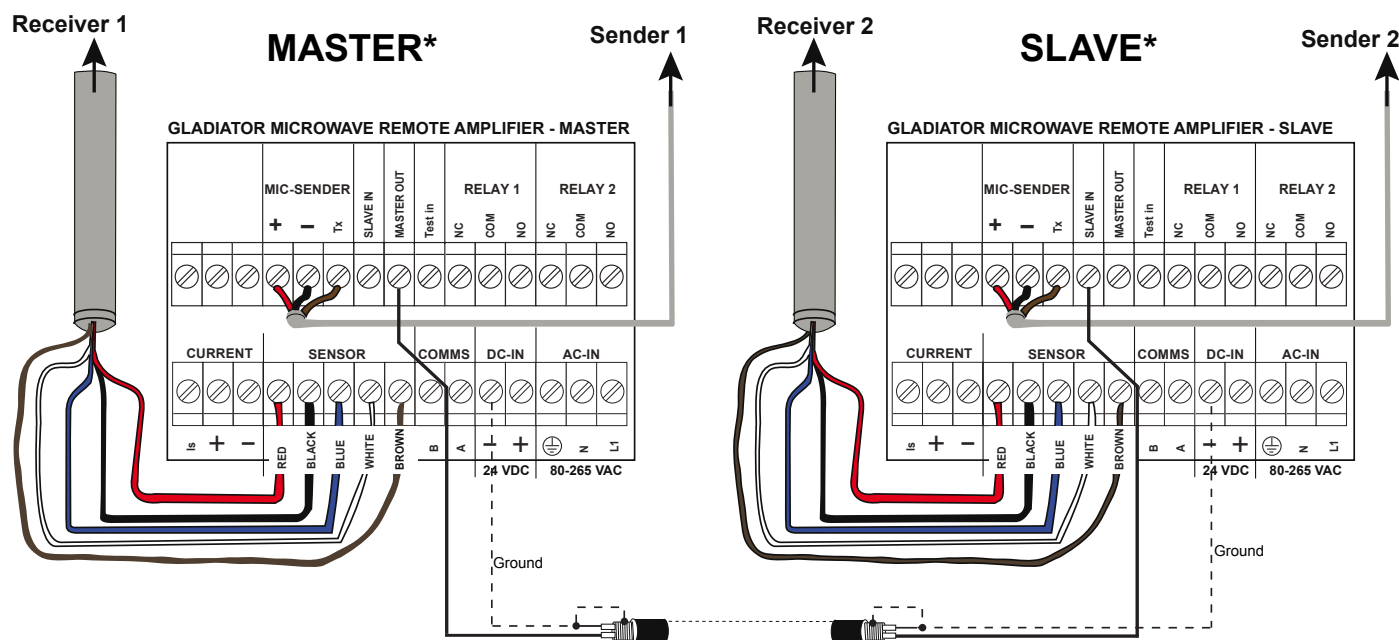 Receiver 1
MASTER*
Sender 1
GLADIATOR MICROWAVE REMOTE AMPLIFIER - MASTER
MIC-SENDER
+ – Tx
SLAVE IN
MASTER OUT
Test in
RELAY 1
NC COM NO
RELAY 2
NC COM NO
CURRENT SENSOR COMMS DC-IN AC-IN
Is + – RED BLACK BLUE WHITE BROWN B A – + N L1
24 VDC 80-265 VAC
Ground
Receiver 2
SLAVE*
Sender 2
GLADIATOR MICROWAVE REMOTE AMPLIFIER - SLAVE
MIC-SENDER
+ – Tx
SLAVE IN
MASTER OUT
Test in
RELAY 1
NC COM NO
RELAY 2
NC COM NO
CURRENT SENSOR COMMS DC-IN AC-IN
Is + – RED BLACK BLUE WHITE BROWN B A – + N L1
24 VDC 80-265 VAC
Ground